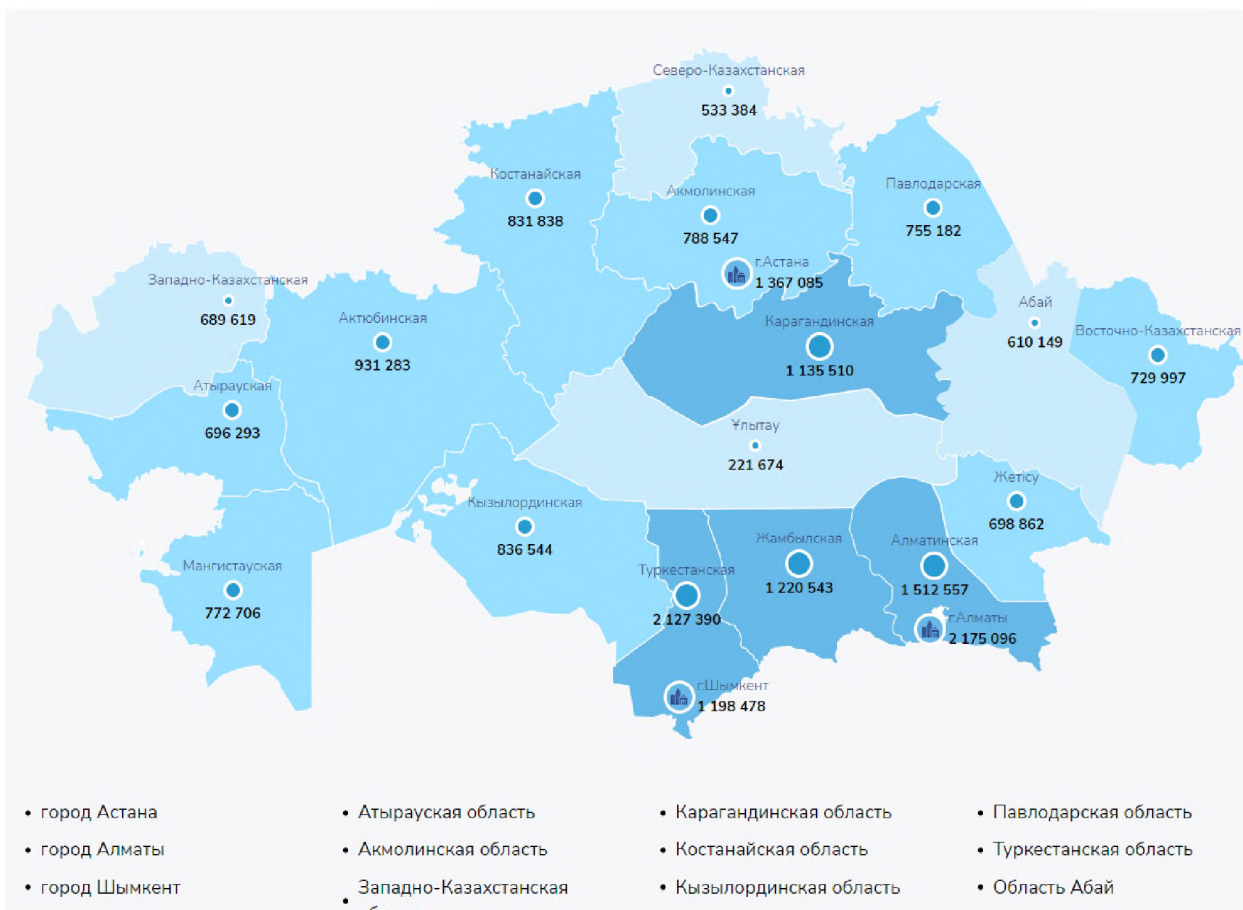 Северо-Казахстанская
533 384
Костанайская
831 838
Акмолинская
788 547
Павлодарская
755 182
г.Астана
1 367 085
Западно-Казахстанская
689 619
Актюбинская
931 283
Карагандинская
1 135 510
Абай
610 149
Восточно-Казахстанская
729 997
Атырауская
696 293
Ұлытау
221 674
Кызылординская
836 544
Жетісу
698 862
Мангистауская
772 706
Туркестанская
2 127 390
Жамбылская
1 220 543
Алматинская
1 512 557
г.Алматы
2 175 096
г.Шымкент
1 198 478
• город Астана
• город Алматы
• город Шымкент
• Атырауская область
• Акмолинская область
• Западно-Казахстанская
• Карагандинская область
• Костанайская область
• Кызылординская область
• Павлодарская область
• Туркестанская область
• Область Абай